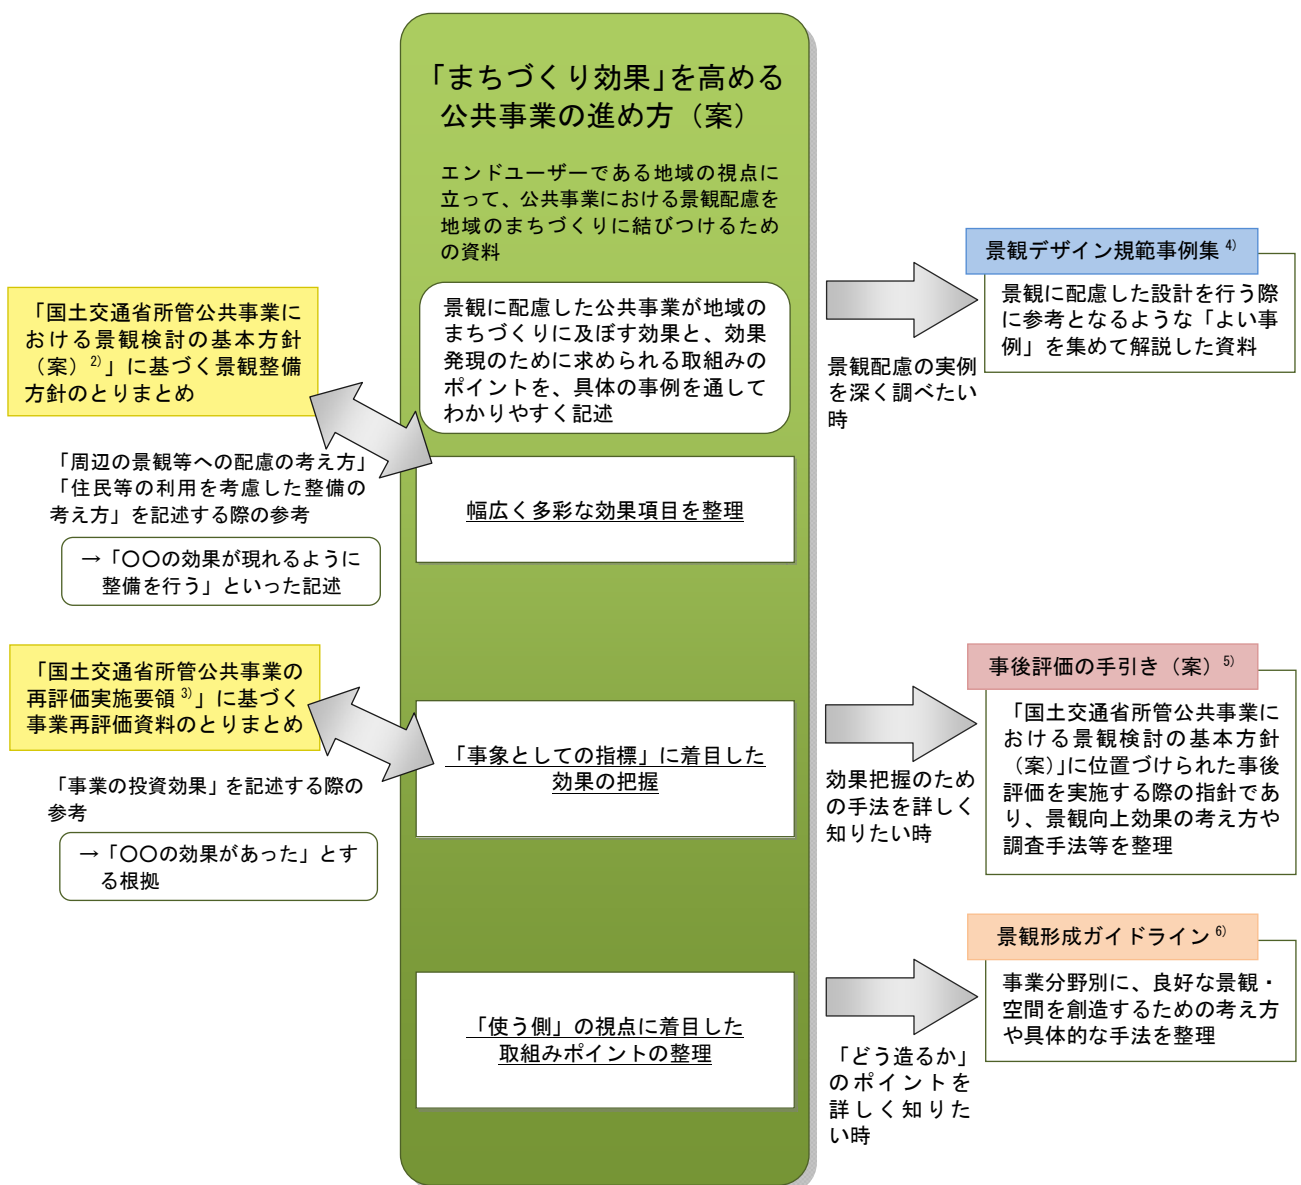 「まちづくり効果」を高める
公共事業の進め方（案）
エンドユーザーである地域の視点に
立って、公共事業における景観配慮を
地域のまちづくりに結びつけるため
の資料
景観に配慮した公共事業が地域の
まちづくりに及ぼす効果と、効果
発現のために求められる取組みの
ポイントを、具体の事例を通して
わかりやすく記述
幅広く多彩な効果項目を整理
「事象としての指標」に着目した
効果の把握
「使う側」の視点に着目した
取組みポイントの整理
「国土交通省所管公共事業に
おける景観検討の基本方針
（案）2)」に基づく景観整備
方針のとりまとめ
「周辺の景観等への配慮の考え方」
「住民等の利用を考慮した整備の
考え方」を記述する際の参考
→「〇〇の効果が現れるように
整備を行う」といった記述
「国土交通省所管公共事業の
再評価実施要領3)」に基づく
事業再評価資料のとりまとめ
「事業の投資効果」を記述する際の
参考
→「〇〇の効果があった」とす
る根拠
景観配慮の実例
を深く調べたい
時
景観デザイン規範事例集4)
景観に配慮した設計を行う際
に参考となるような「よい事
例」を集めて解説した資料
効果把握のため
の手法を詳しく
知りたい時
事後評価の手引き（案）5)
「国土交通省所管公共事業に
おける景観検討の基本方針
（案）」に位置づけられた事後
評価を実施する際の指針であ
り、景観向上効果の考え方や
調査手法等を整理
「どう造るか」
のポイントを
詳しく知りた
い時
景観形成ガイドライン6)
事業分野別に、良好な景観・
空間を創造するための考え方
や具体的な手法を整理